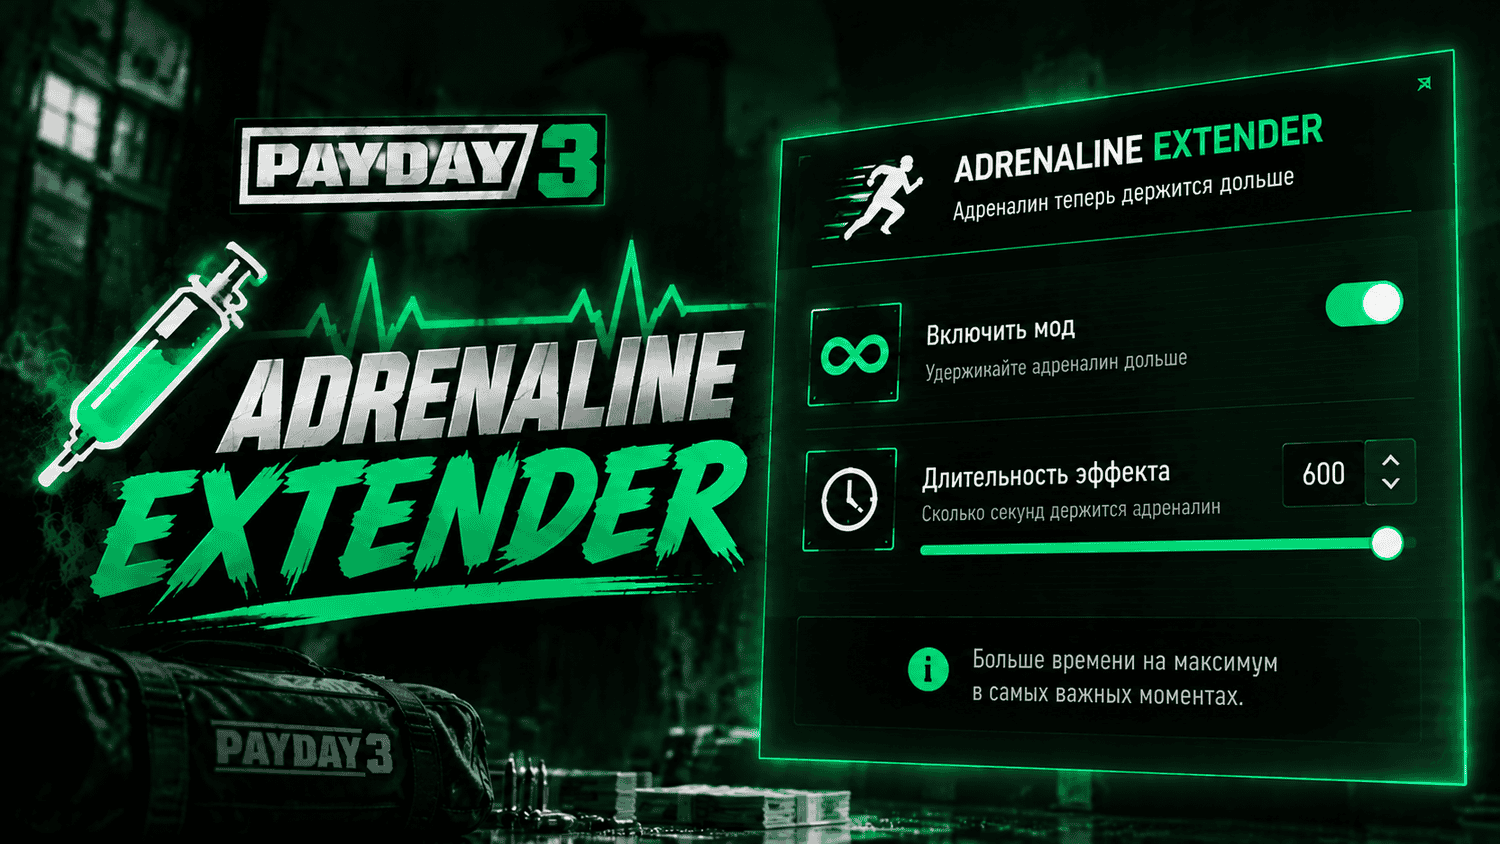 PAYDAY 3
ADRENALINE
EXTENDER
PAYDAY 3
ADRENALINE EXTENDER
Адреналин теперь держится дольше
Включить мод
Удержикайте адреналин дольше
Длительность эффекта
600
Сколько секунд держится адреналин
Больше времени на максимум
в самых важных моментах.